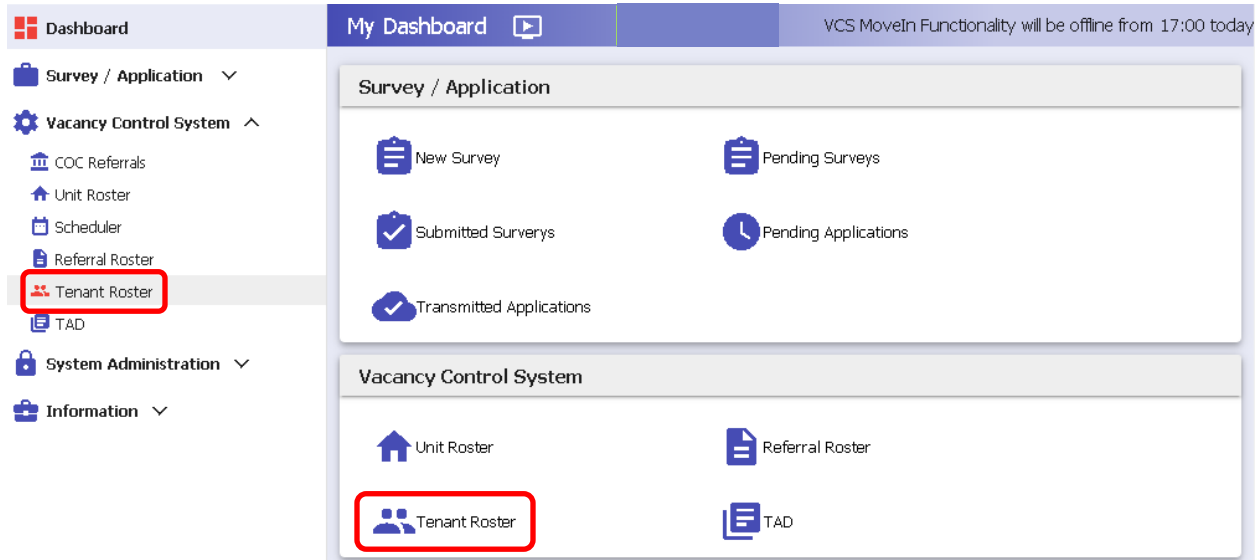 Dashboard
Survey / Application
Vacancy Control System
COC Referrals
Unit Roster
Scheduler
Referral Roster
Tenant Roster
TAD
System Administration
Information
My Dashboard
VCS MoveIn Functionality will be offline from 17:00 today
Survey / Application
New Survey
Pending Surveys
Submitted Surverys
Pending Applications
Transmitted Applications
Vacancy Control System
Unit Roster
Referral Roster
Tenant Roster
TAD